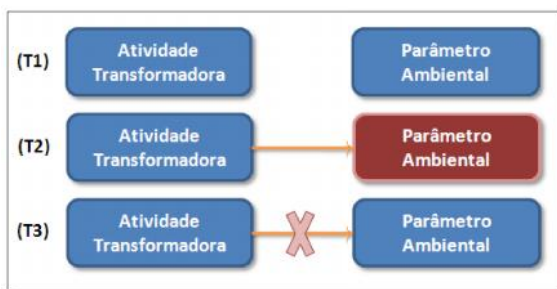 (T1)
Atividade
Transformadora
Parâmetro
Ambiental
(T2)
Atividade
Transformadora
Parâmetro
Ambiental
(T3)
Atividade
Transformadora
Parâmetro
Ambiental